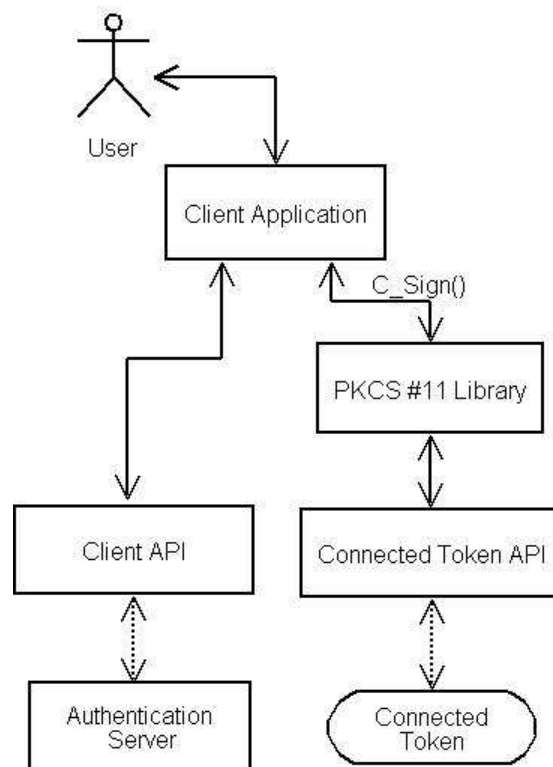 User
Client Application
C_Sign()
PKCS #11 Library
Client API
Connected Token API
Authentication
Server
Connected
Token